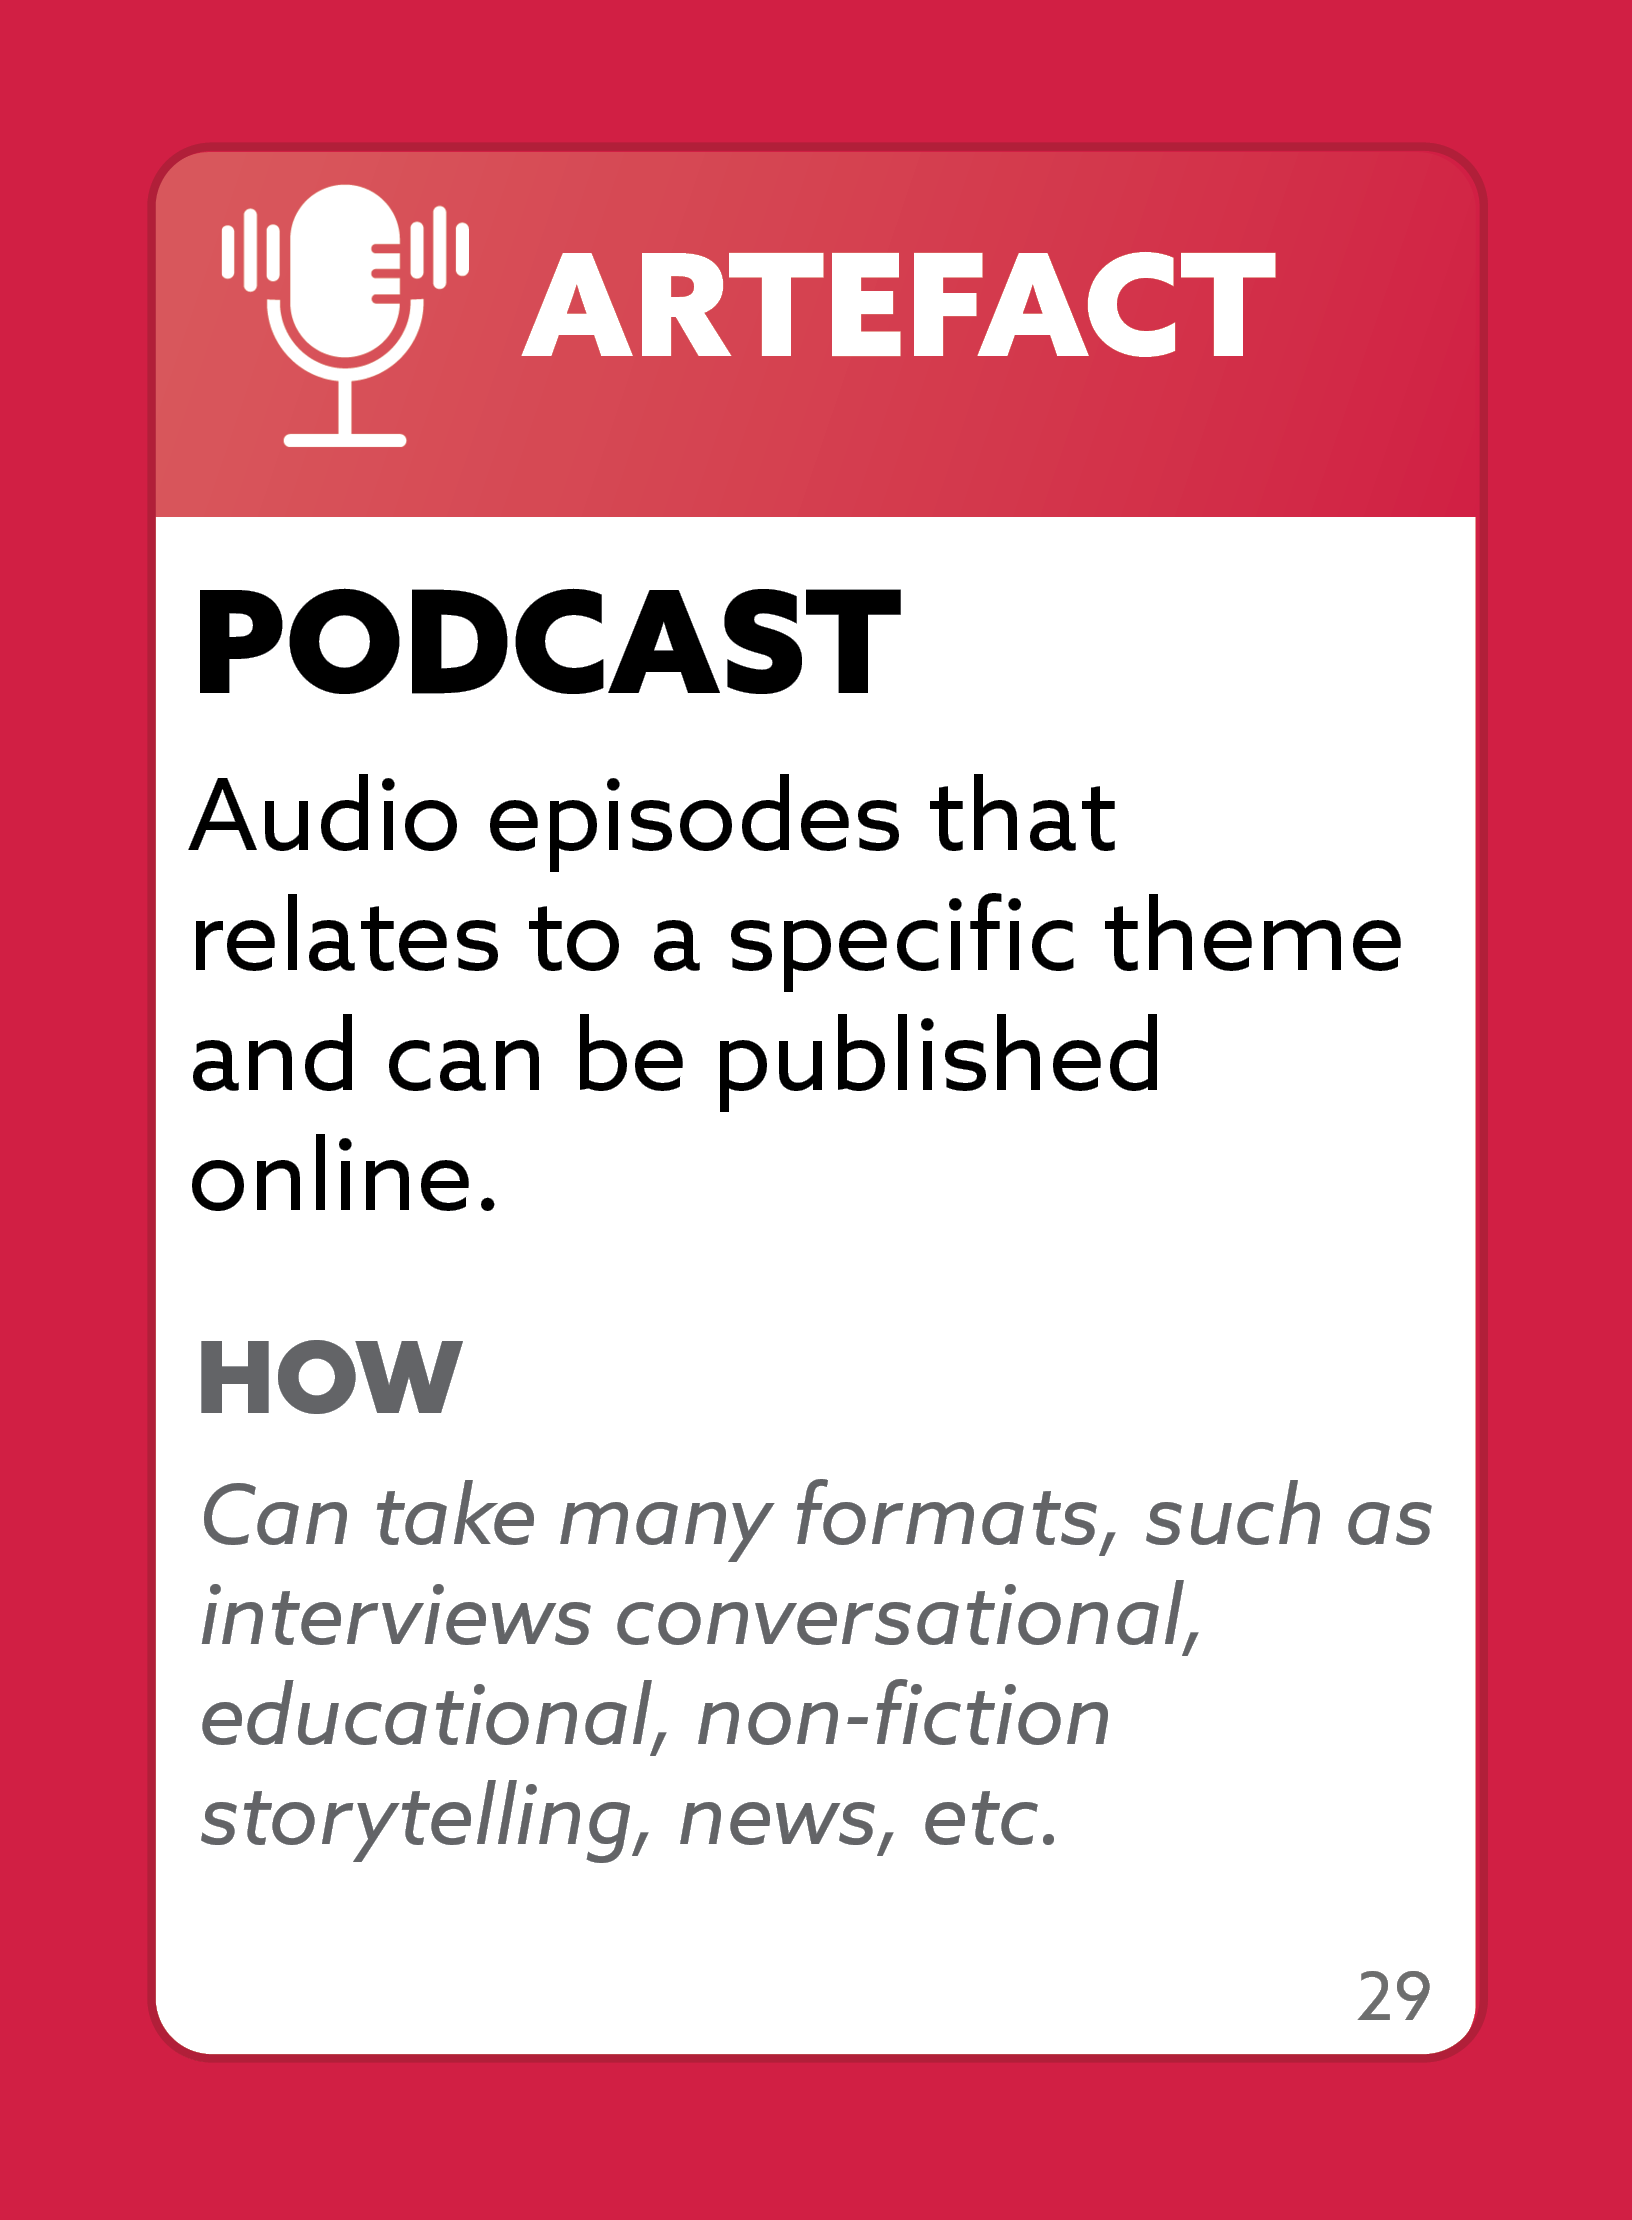 ARTEFACT
PODCAST
Audio episodes that
relates to a specific theme
and can be published
online.
HOW
Can take many formats, such as
interviews conversational,
educational, non-fiction
storytelling, news, etc.
29